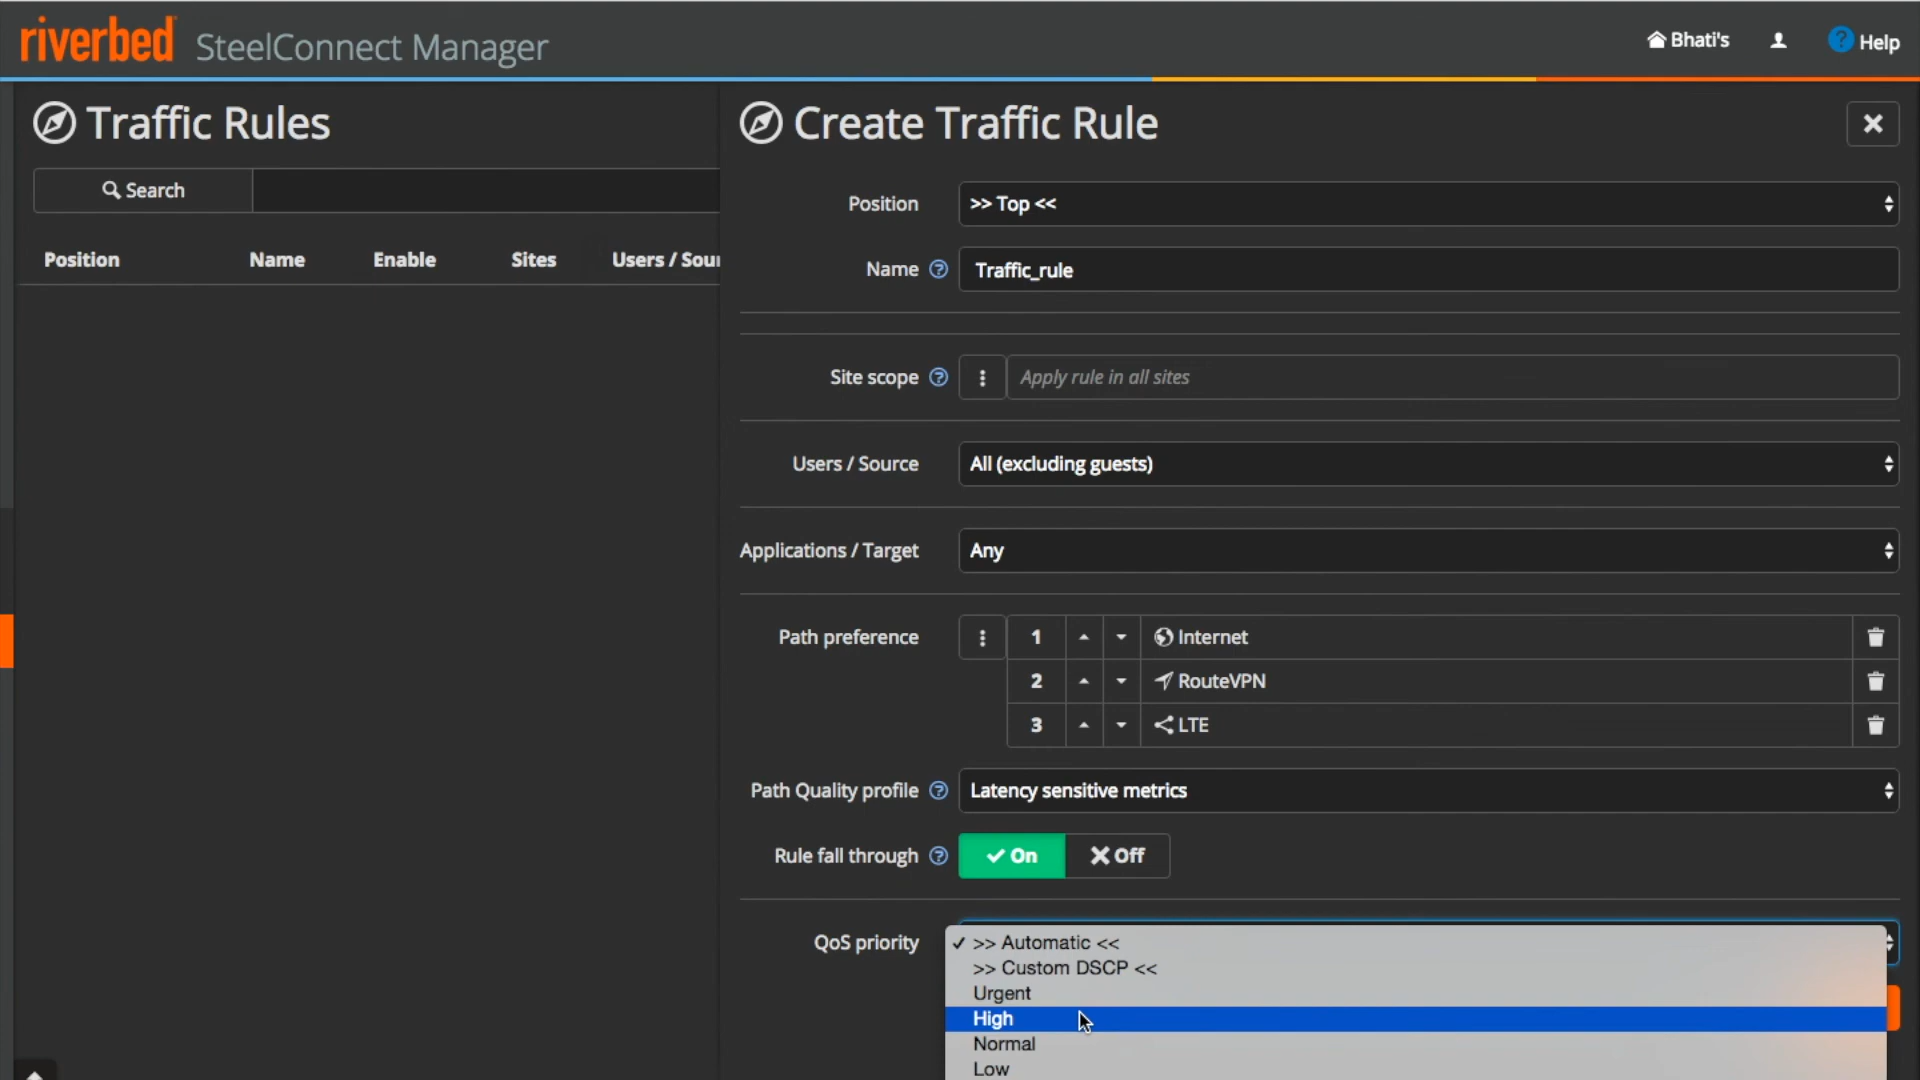 riverbed SteelConnect Manager
Bhati's
? Help
Traffic Rules
Search
Position Name Enable Sites Users / Sour
Create Traffic Rule
Position >> Top <<
Name ? Traffic_rule
Site scope ? Apply rule in all sites
Users / Source All (excluding guests)
Applications / Target Any
Path preference 1 Internet
2 RouteVPN
3 LTE
Path Quality profile ? Latency sensitive metrics
Rule fall through ? On Off
QoS priority
>> Automatic <<
>> Custom DSCP <<
Urgent
High
Normal
Low